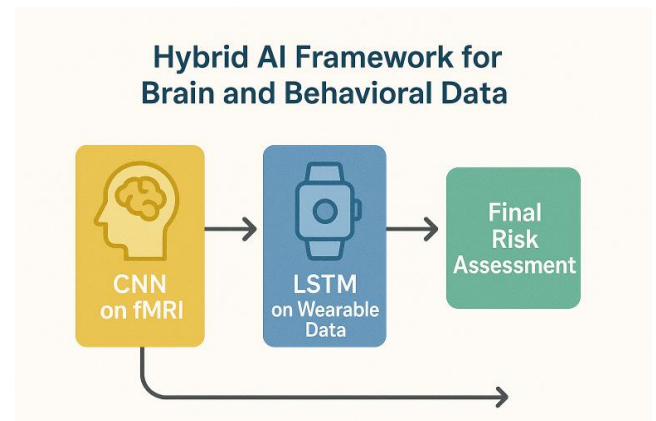 Hybrid AI Framework for
Brain and Behavioral Data
CNN
on fMRI
LSTM
on Wearable
Data
Final
Risk
Assessment